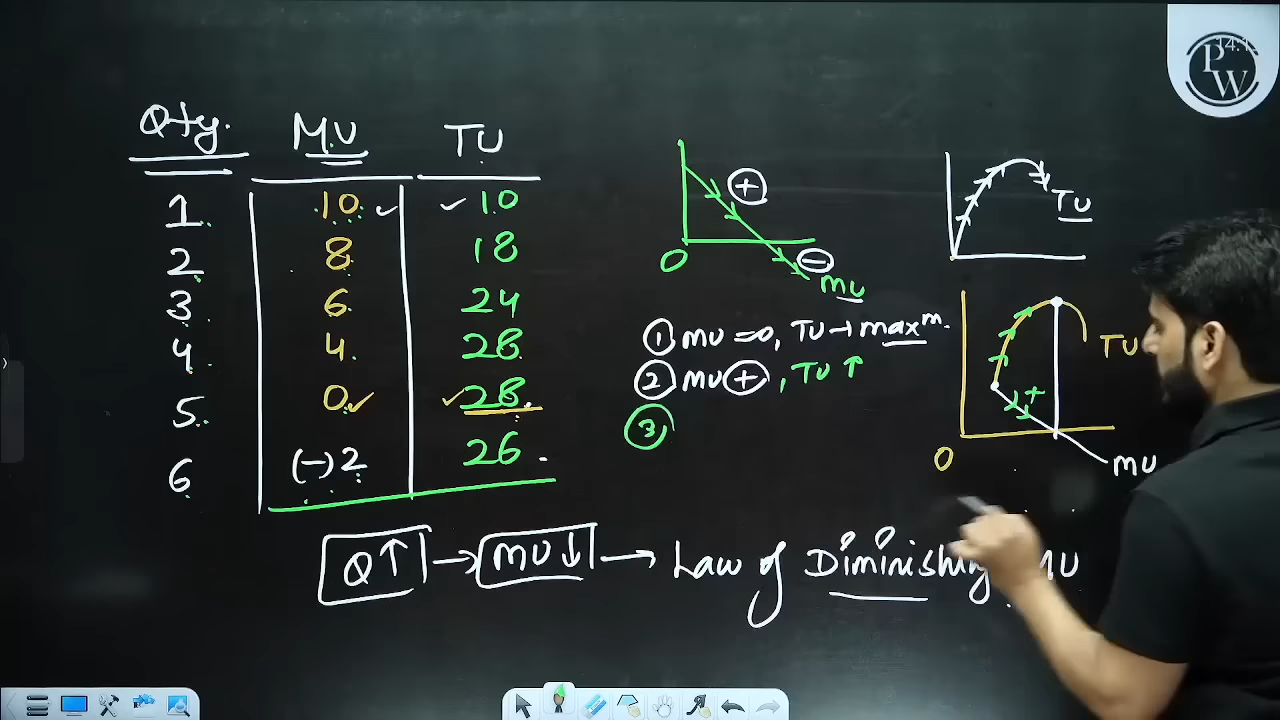 PW
14:1
Qty. MU TU
1 10 10
2 8 18
3 6 24
4 4 28
5 0 28
6 (-)2 26
+
-
0
MU
TU
① MU =0, TU→maxm.
② MU +, TU ↑
③
TU
+
0
MU
Q↑ → MU↓ → Law of Diminishing MU